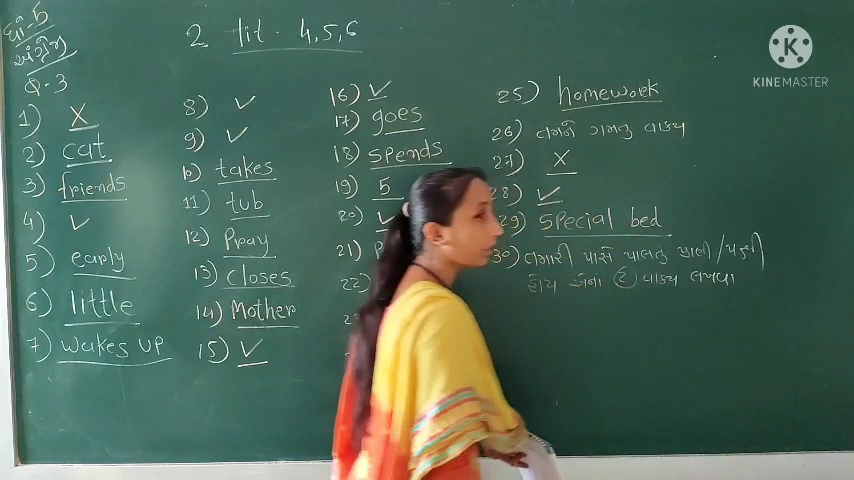 ધો-5
અંગ્રેજી
Q-3
2 lit - 4,5,6
1) X
2) cat
3) friends
4) ✓
5) early
6) little
7) wakes up
8) ✓
9) ✓
10) takes
11) tub
12) Pray
13) closes
14) Mother
15) ✓
16) ✓
17) goes
18) spends
19) 5
20) ✓
21)
22)
25) homework
26) તમને ગમતુ વાક્ય
27) X
28) ✓
29) Special bed
30) તમારી પાસે પાલતુ પ્રાણી/પક્ષી
હોય એના વાક્ય લખવા
K
KINEMASTER